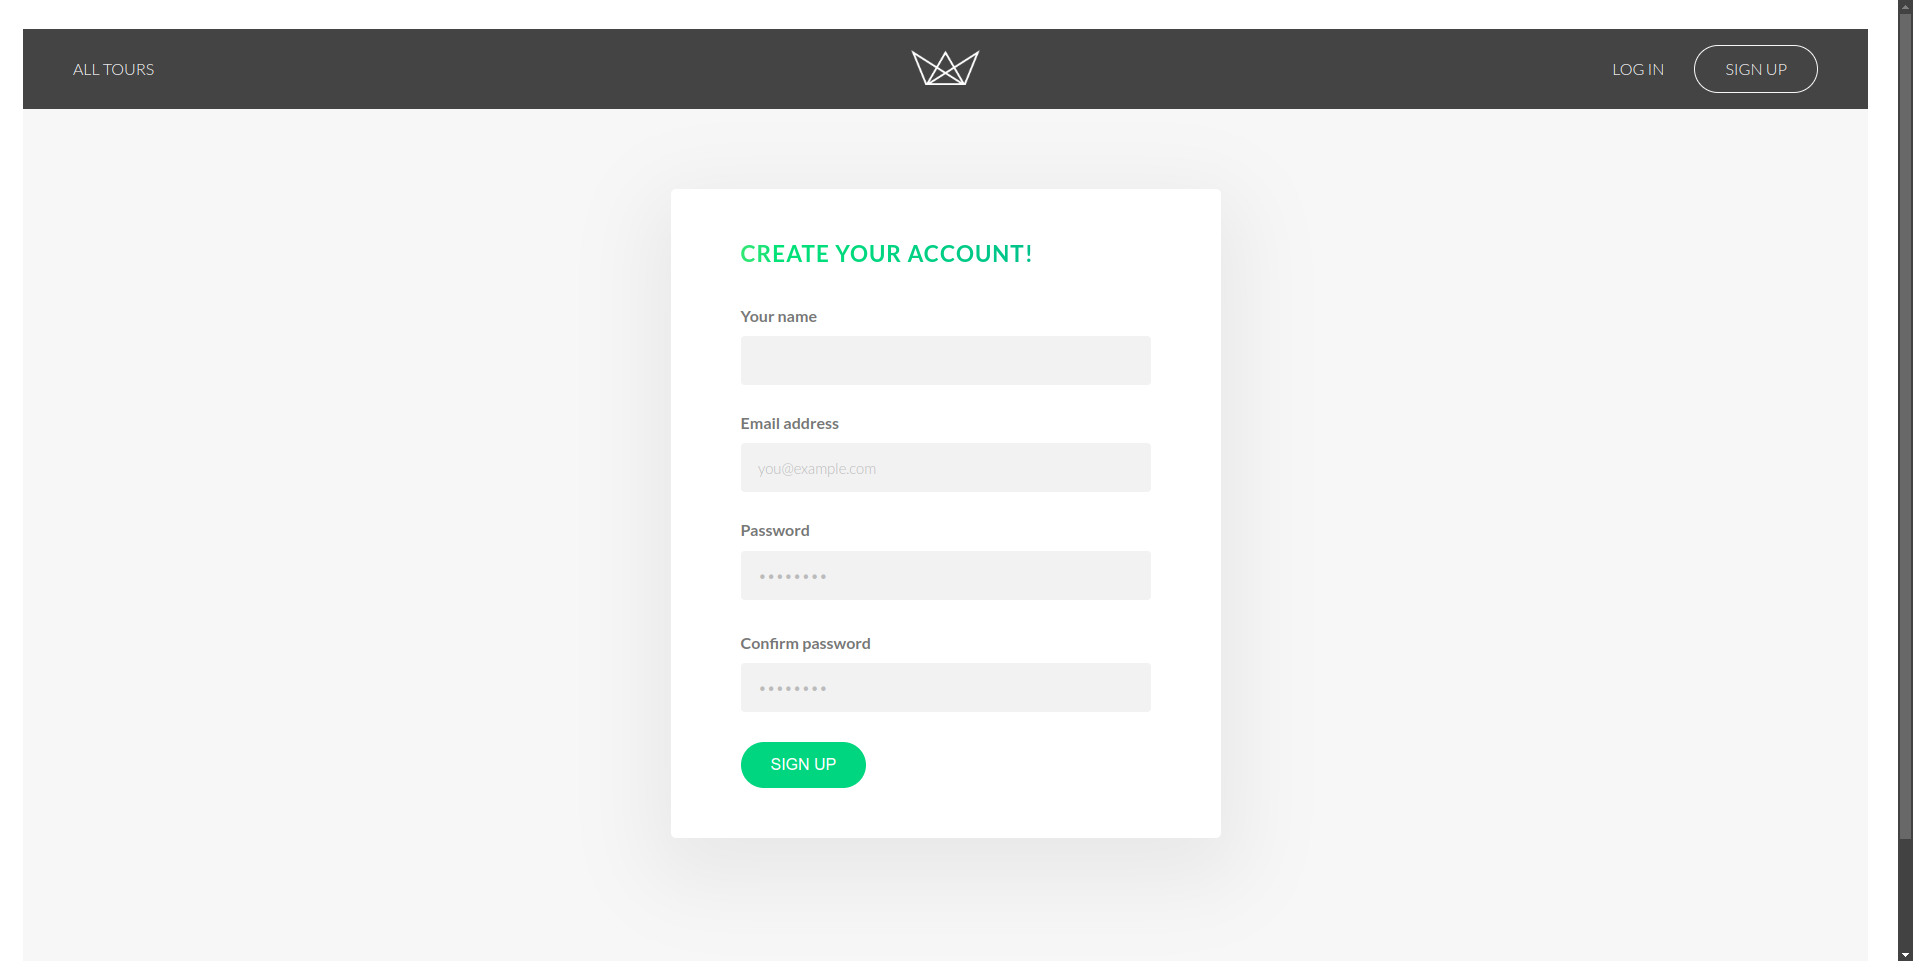 ALL TOURS
LOG IN
SIGN UP
CREATE YOUR ACCOUNT!
Your name
Email address
you@example.com
Password
••••••••
Confirm password
••••••••
SIGN UP